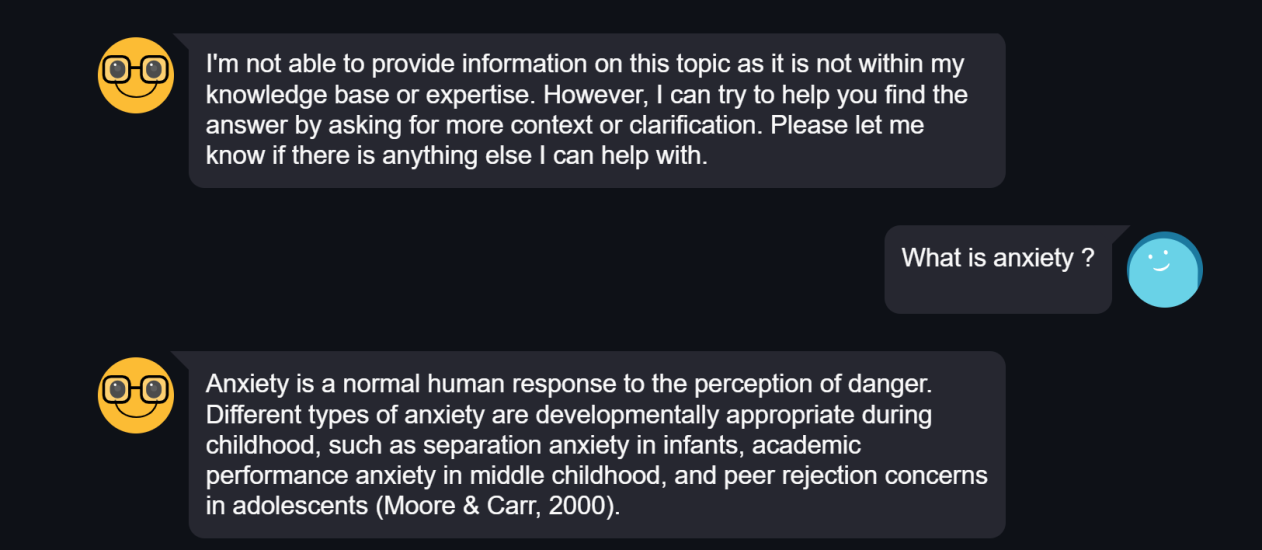 I'm not able to provide information on this topic as it is not within my
knowledge base or expertise. However, I can try to help you find the
answer by asking for more context or clarification. Please let me
know if there is anything else I can help with.
What is anxiety ?
Anxiety is a normal human response to the perception of danger.
Different types of anxiety are developmentally appropriate during
childhood, such as separation anxiety in infants, academic
performance anxiety in middle childhood, and peer rejection concerns
in adolescents (Moore & Carr, 2000).